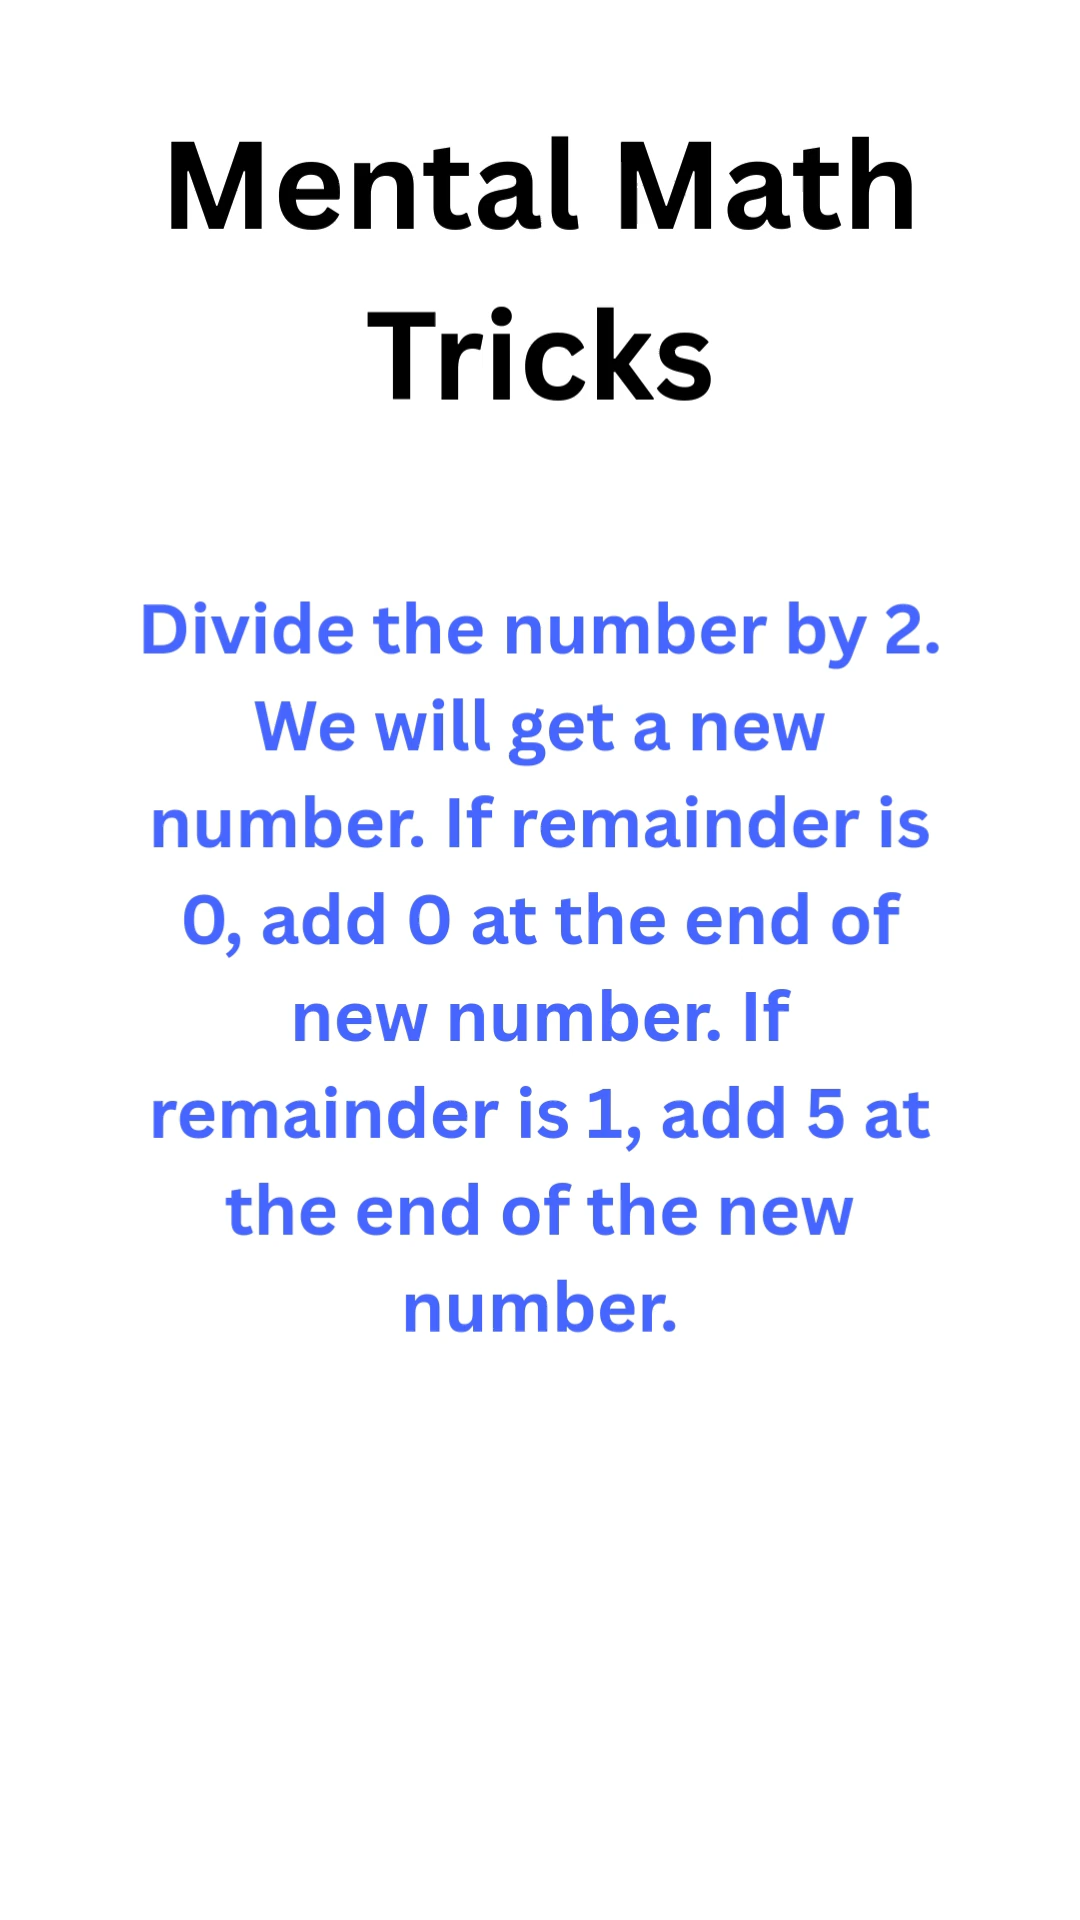 Mental Math
Tricks
Divide the number by 2.
We will get a new
number. If remainder is
0, add 0 at the end of
new number. If
remainder is 1, add 5 at
the end of the new
number.